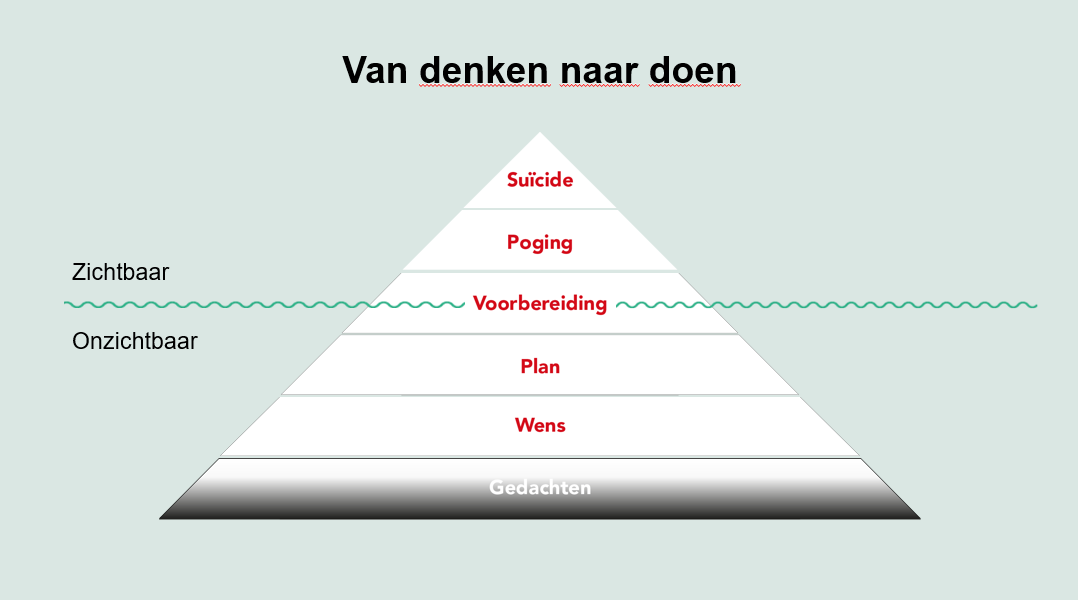 Van denken naar doen
Suïcide
Poging
Zichtbaar
Voorbereiding
Onzichtbaar
Plan
Wens
Gedachten